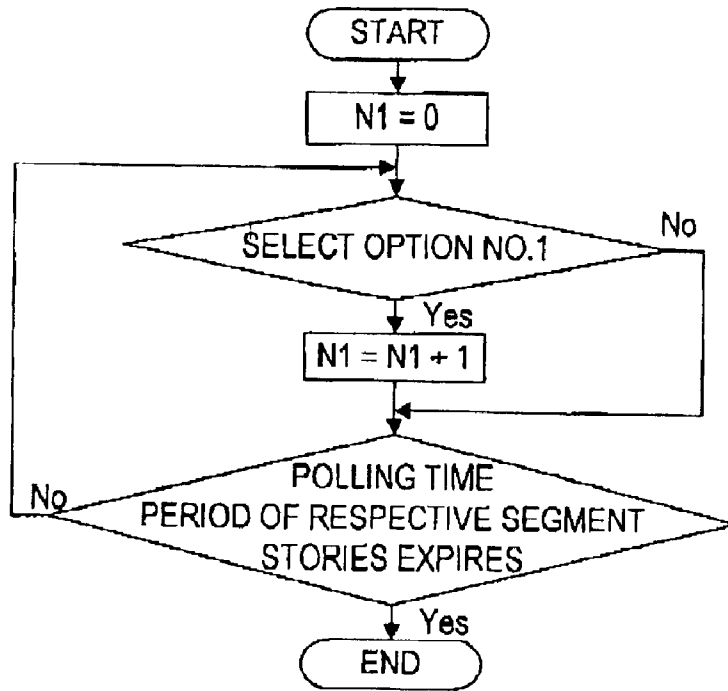 START
N1 = 0
SELECT OPTION NO.1
No
Yes
N1 = N1 + 1
POLLING TIME
PERIOD OF RESPECTIVE SEGMENT
STORIES EXPIRES
No
Yes
END